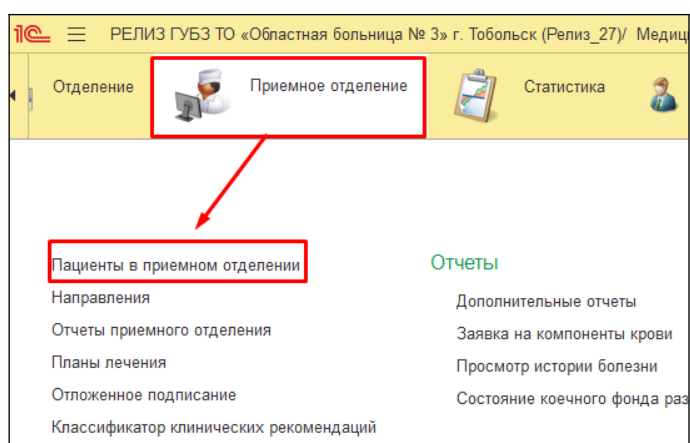 1С РЕЛИЗ ГУБЗ ТО «Областная больница № 3» г. Тобольск (Релиз_27)/ Медиц
Отделение Приемное отделение Статистика
Пациенты в приемном отделении
Направления
Отчеты приемного отделения
Планы лечения
Отложенное подписание
Классификатор клинических рекомендаций
Отчеты
Дополнительные отчеты
Заявка на компоненты крови
Просмотр истории болезни
Состояние коечного фонда раз